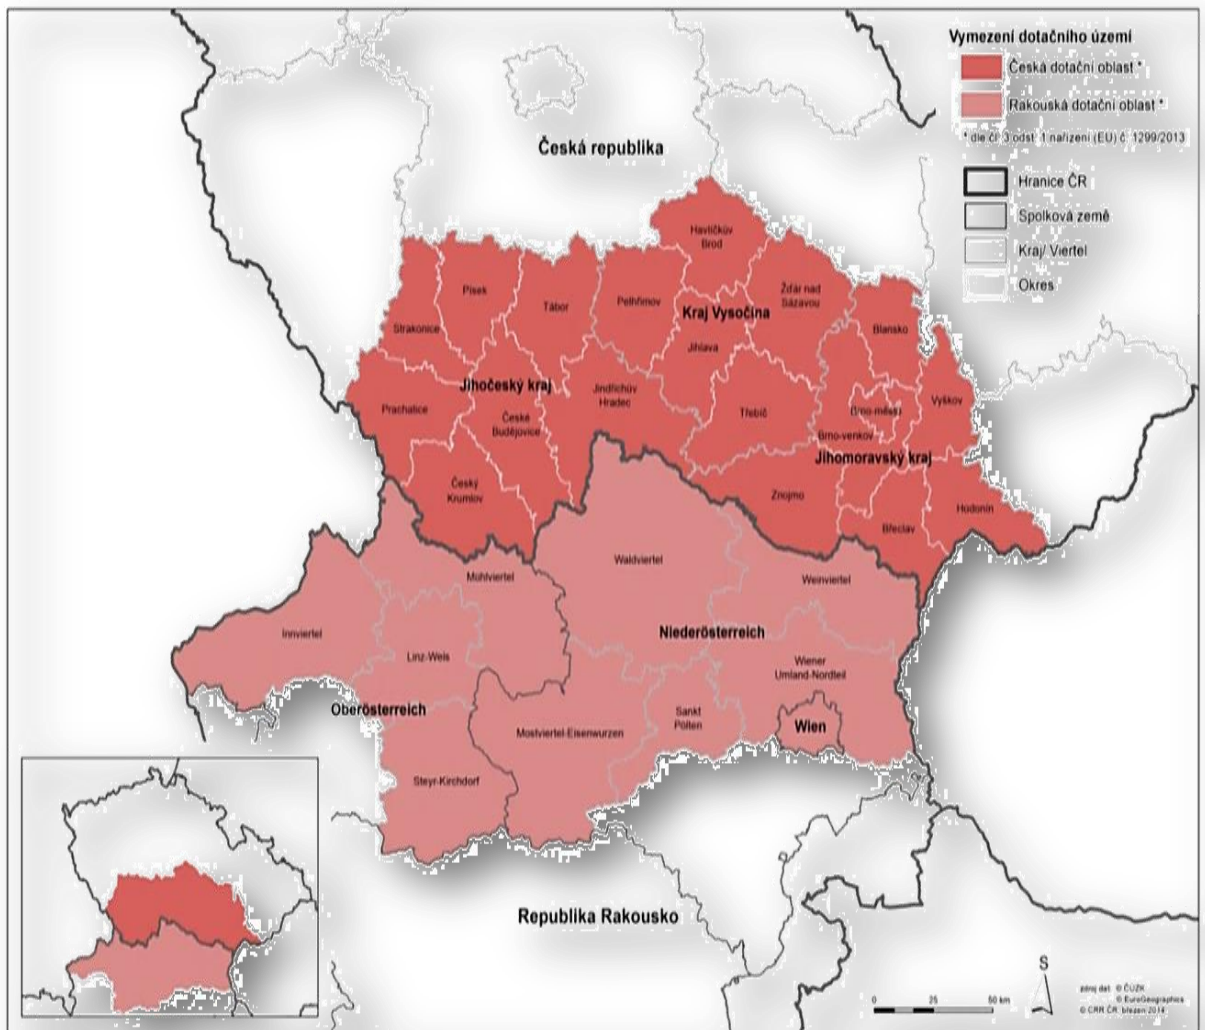 Vymezení dotačního území
Česká dotační oblast *
Rakouská dotační oblast *
* dle čl. 3 odst. 1 nařízení (EU) č. 1299/2013
Hranice ČR
Spolková země
Kraj/ Viertel
Okres
Česká republika
Havlíčkův
Brod
Písek
Tábor
Pelhřimov
Žďár nad
Sázavou
Kraj Vysočina
Strakonice
Jihlava
Blansko
Jihočeský kraj
Jindřichův
Hradec
Prachatice
České
Budějovice
Třebíč
Brno-město
Vyškov
Brno-venkov
Jihomoravský kraj
Český
Krumlov
Znojmo
Hodonín
Břeclav
Waldviertel
Mühlviertel
Weinviertel
Innviertel
Niederösterreich
Linz-Wels
Wiener
Umland-Nordteil
Oberösterreich
Sankt
Pölten
Wien
Mostviertel-Eisenwurzen
Steyr-Kirchdorf
Republika Rakousko
S
0 25 50 km
zdroj dat: © ČÚZK
© EuroGeographics
© CRR ČR, březen 2014